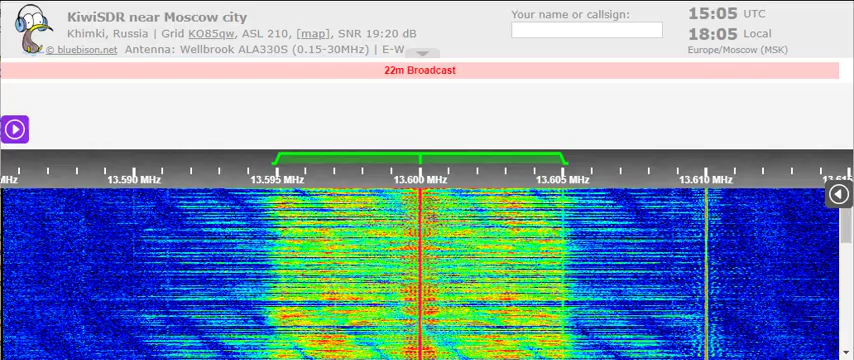 KiwiSDR near Moscow city
Khimki, Russia | Grid KO85qw, ASL 210, [map], SNR 19:20 dB
© bluebison.net Antenna: Wellbrook ALA330S (0.15-30MHz) | E-W
Your name or callsign:
15:05 UTC
18:05 Local
Europe/Moscow (MSK)
22m Broadcast
MHz 13.590 MHz 13.595 MHz 13.600 MHz 13.605 MHz 13.610 MHz